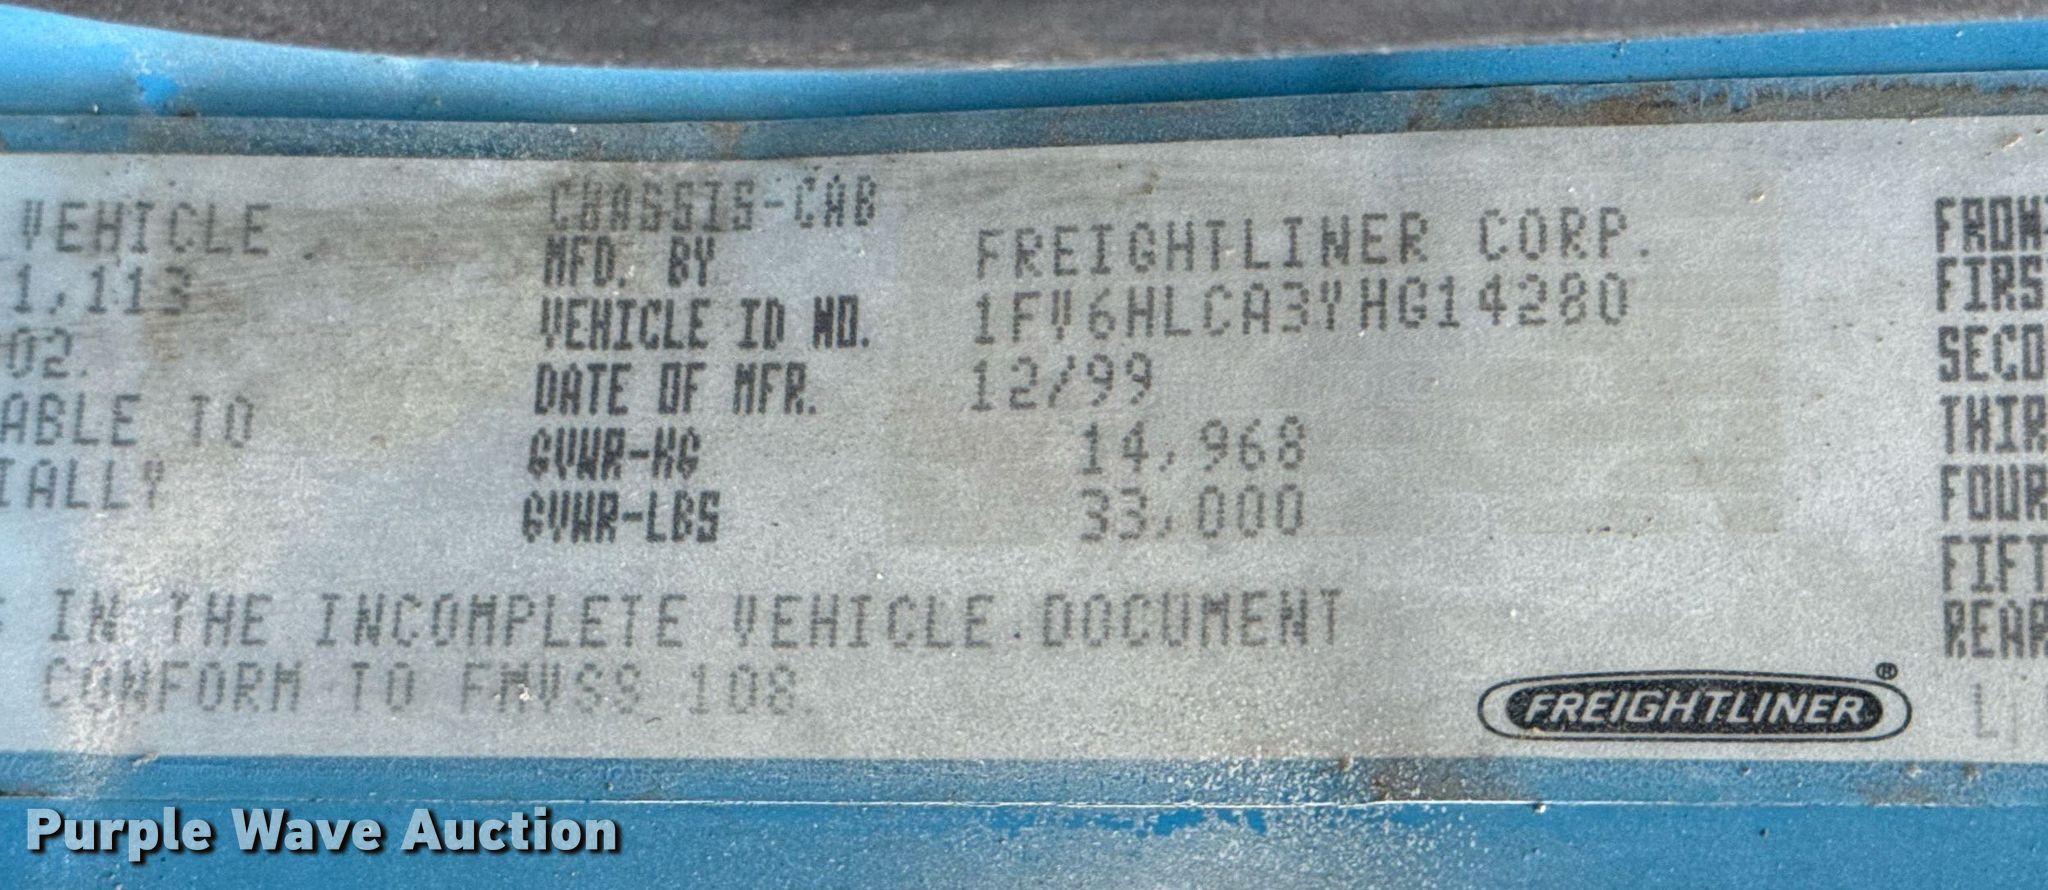 VEHICLE
1,113
02.
ABLE TO
IALLY
CHASSIS-CAB
MFD. BY FREIGHTLINER CORP.
VEHICLE ID NO. 1FV6HLCA3YHG14280
DATE OF MFR. 12/99
GVWR-KG 14,968
GVWR-LBS 33,000
IN THE INCOMPLETE VEHICLE DOCUMENT
CONFORM TO FMVSS 108.
FREIGHTLINER®
FRONT
FIRST
SECO
THIR
FOUR
FIFT
REAR
L
Purple Wave Auction